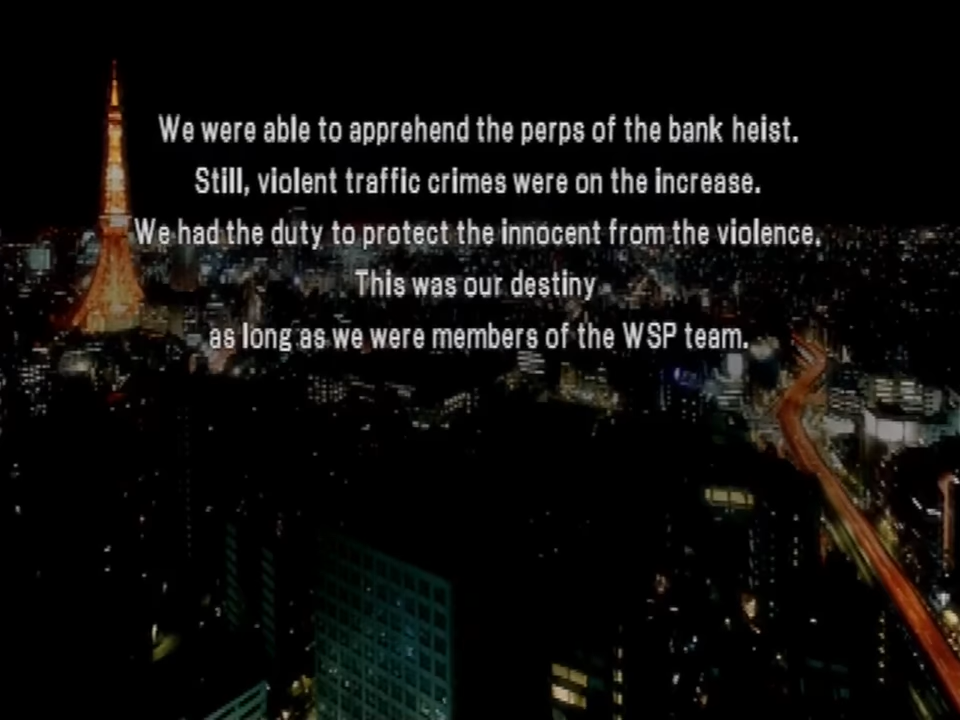 We were able to apprehend the perps of the bank heist.
Still, violent traffic crimes were on the increase.
We had the duty to protect the innocent from the violence.
This was our destiny
as long as we were members of the WSP team.